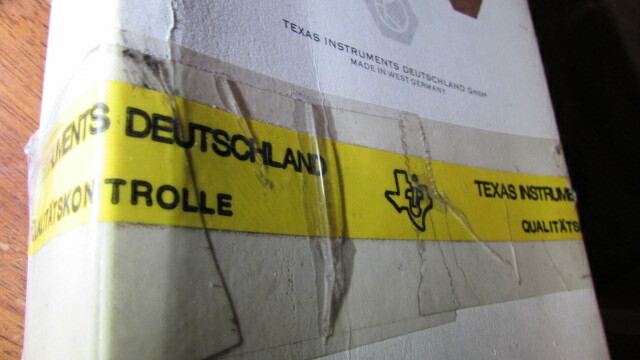 TEXAS INSTRUMENTS DEUTSCHLAND GMBH
MADE IN WEST-GERMANY
UMENTS DEUTSCHLAND
QUALITÄTSKONTROLLE
TEXAS INSTRUME
QUALITÄTS